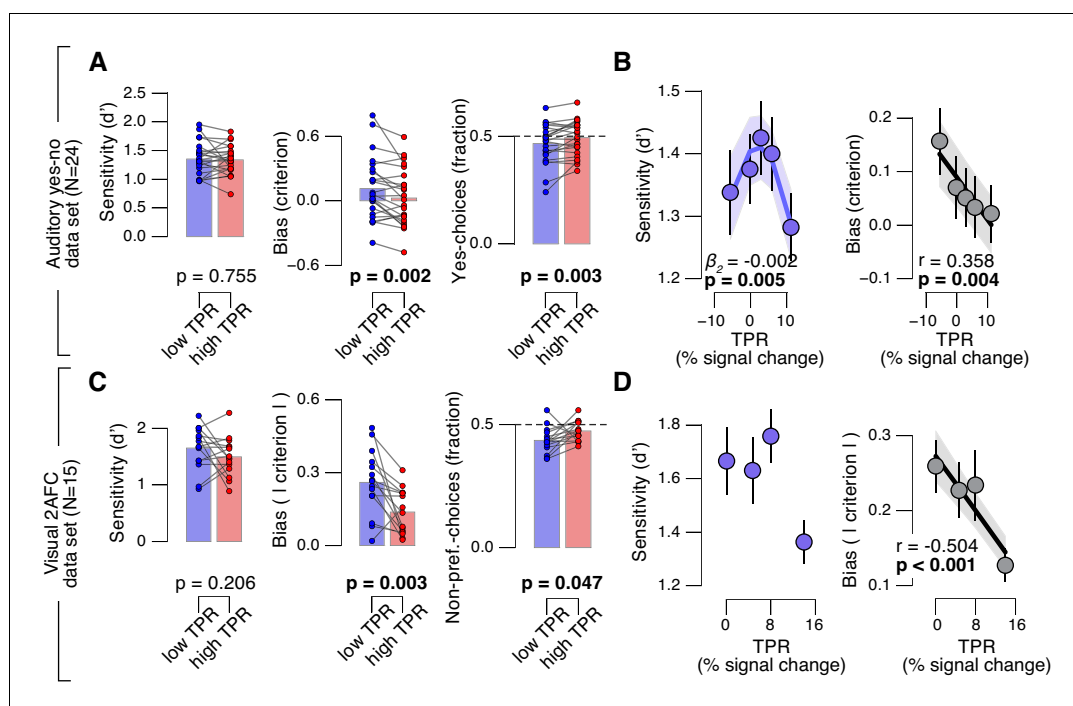 Auditory yes-no
data set (N=24)
A
Sensitivity (d')
2.5
2.0
1.5
1.0
0.5
0.0
p = 0.755
low TPR
high TPR
Bias (criterion)
0.6
0.0
−0.6
p = 0.002
low TPR
high TPR
Yes-choices (fraction)
0.5
0.0
p = 0.003
low TPR
high TPR
B
Sensitivity (d')
1.5
1.4
1.3
1.2
β2 = -0.002
p = 0.005
−10 0 10
TPR
(% signal change)
Bias (criterion)
0.2
0.1
0.0
−0.1
r = 0.358
p = 0.004
−10 0 10
TPR
(% signal change)
Visual 2AFC
data set (N=15)
C
Sensitivity (d')
2
1
0
p = 0.206
low TPR
high TPR
Bias ( | criterion | )
0.6
0.3
0.0
p = 0.003
low TPR
high TPR
Non-pref.-choices (fraction)
0.5
0.0
p = 0.047
low TPR
high TPR
D
Sensitivity (d')
1.8
1.6
1.4
1.2
0 8 16
TPR
(% signal change)
Bias ( | criterion | )
0.3
0.2
0.1
r = -0.504
p < 0.001
0 8 16
TPR
(% signal change)